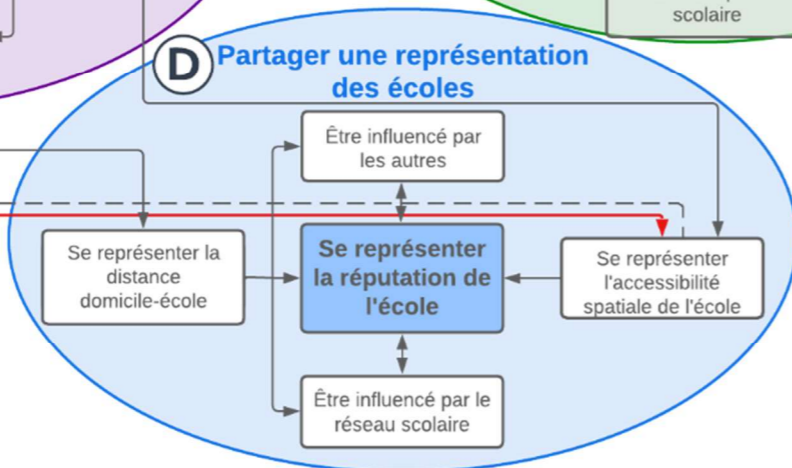 scolaire
D
Partager une représentation
des écoles
Être influencé par
les autres
Se représenter la
distance
domicile-école
Se représenter
la réputation de
l'école
Se représenter
l'accessibilité
spatiale de l'école
Être influencé par le
réseau scolaire